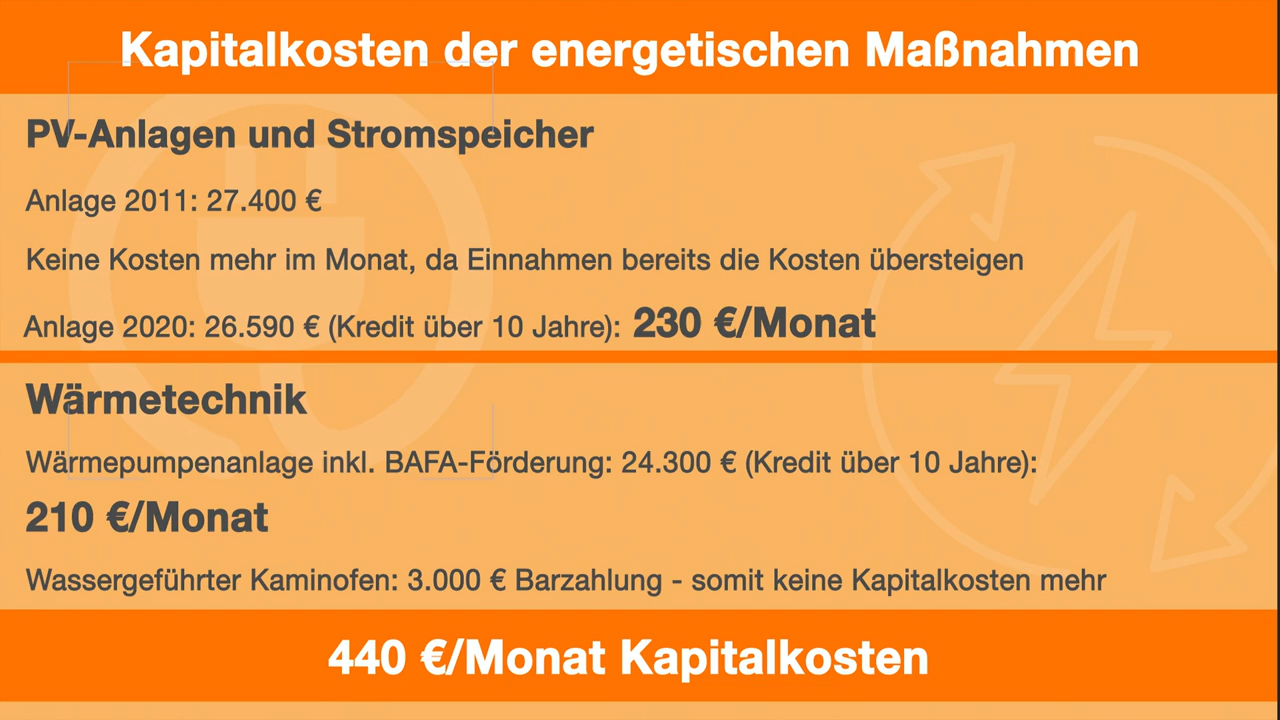 Kapitalkosten der energetischen Maßnahmen
PV-Anlagen und Stromspeicher
Anlage 2011: 27.400 €
Keine Kosten mehr im Monat, da Einnahmen bereits die Kosten übersteigen
Anlage 2020: 26.590 € (Kredit über 10 Jahre): 230 €/Monat
Wärmetechnik
Wärmepumpenanlage inkl. BAFA-Förderung: 24.300 € (Kredit über 10 Jahre):
210 €/Monat
Wassergeführter Kaminofen: 3.000 € Barzahlung - somit keine Kapitalkosten mehr
440 €/Monat Kapitalkosten